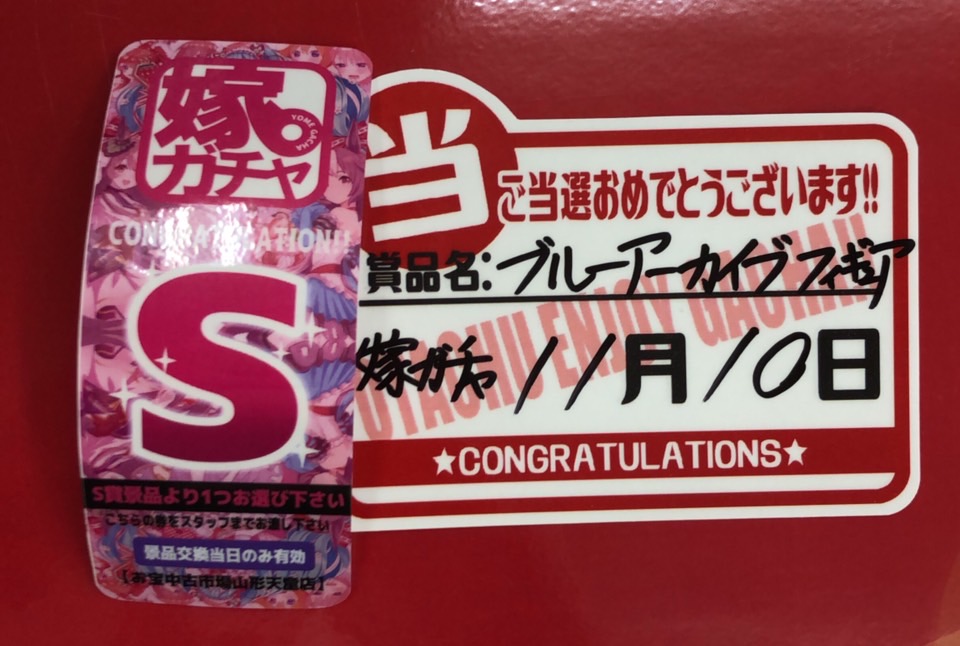 嫁
ガチャ
YOME GACHA
CONGRATULATION!!
S
S賞景品より1つお選び下さい
こちらの券をスタッフまでお渡し下さい
景品交換当日のみ有効
【お宝中古市場山形天童店】
当
ご当選おめでとうございます!!
賞品名:ブルーアーカイブフィギュア
嫁ガチャ 11月10日
OTACHU ENJOY GACHA!!
★CONGRATULATIONS★